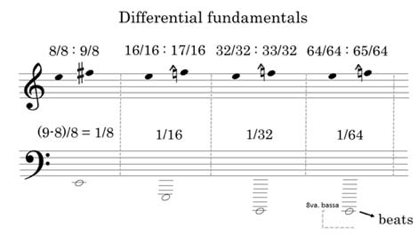 Differential fundamentals
8/8 : 9/8 16/16 : 17/16 32/32 : 33/32 64/64 : 65/64
(9-8)/8 = 1/8 1/16 1/32 1/64
8va. bassa
beats